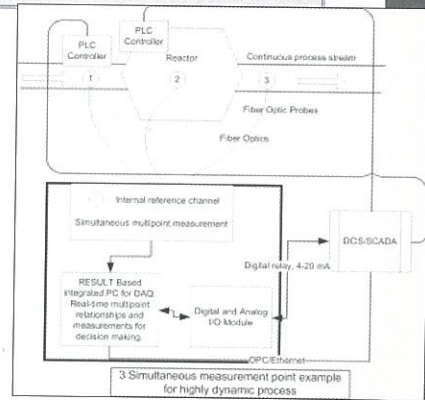 PLC
Controller
PLC
Controller
Reactor
Continuous process stream
1
2
3
Fiber Optic Probes
Fiber Optics
Internal reference channel
Simultaneous multipoint measurement
DCS/SCADA
Digital relay, 4-20 mA
RESULT Based
integrated PC for DAQ
Real-time multipoint
relationships and
measurements for
decision making.
Digital and Analog
I/O Module
OPC/Ethernet
3 Simultaneous measurement point example
for highly dynamic process